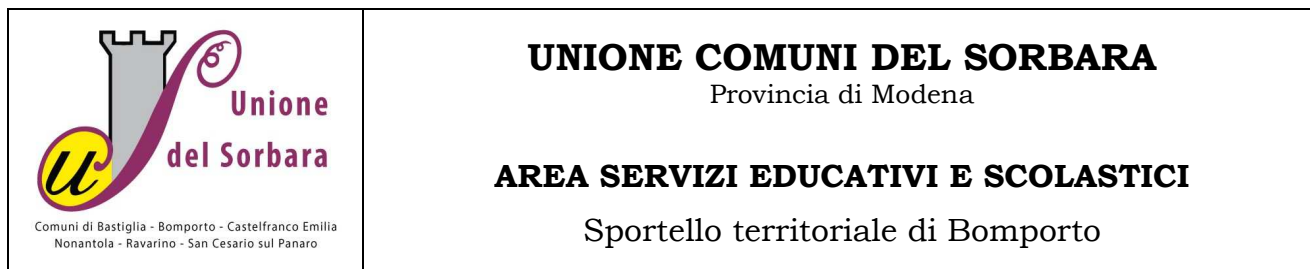 Unione
del Sorbara
u
Comuni di Bastiglia - Bomporto - Castelfranco Emilia
Nonantola - Ravarino - San Cesario sul Panaro
UNIONE COMUNI DEL SORBARA
Provincia di Modena
AREA SERVIZI EDUCATIVI E SCOLASTICI
Sportello territoriale di Bomporto